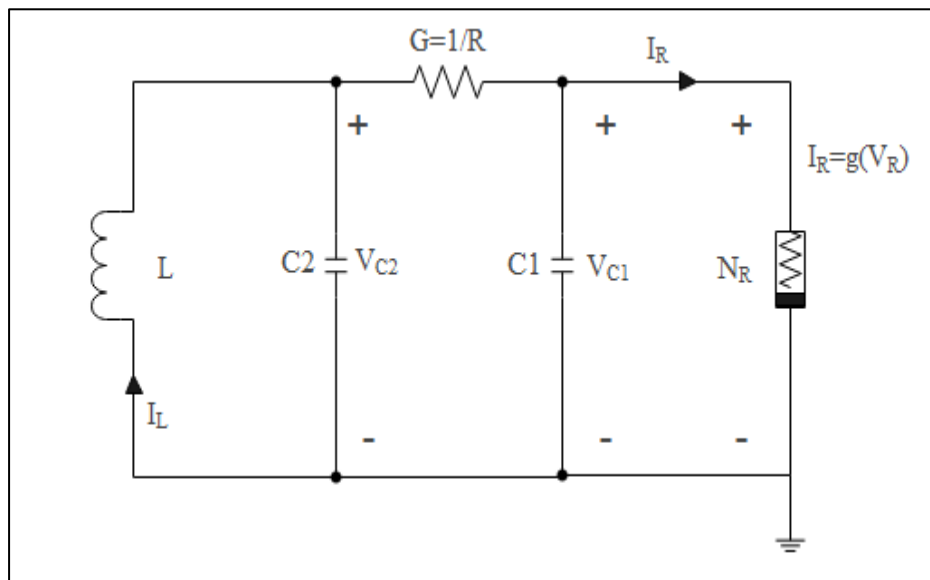 G=1/R
I_R
+ + +
I_R=g(V_R)
L
C2
V_C2
C1
V_C1
N_R
I_L
- - -